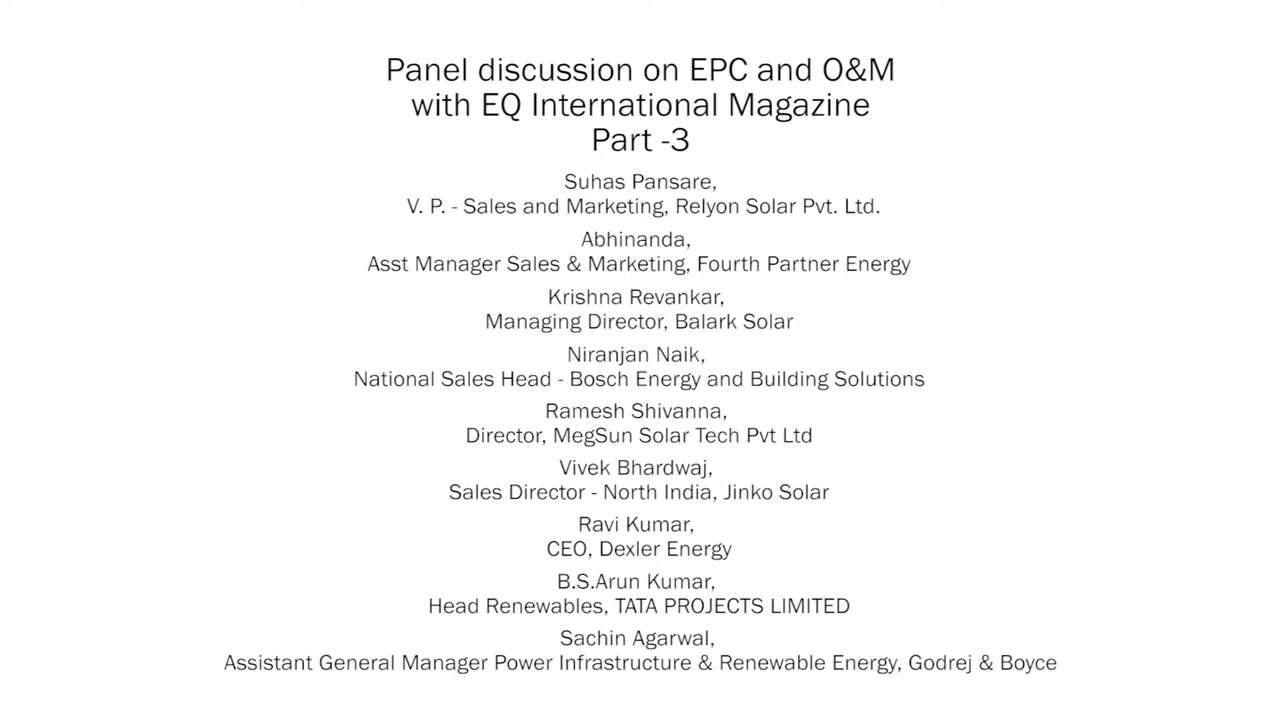 Panel discussion on EPC and O&M
with EQ International Magazine
Part -3
Suhas Pansare,
V. P. - Sales and Marketing, Relyon Solar Pvt. Ltd.
Abhinanda,
Asst Manager Sales & Marketing, Fourth Partner Energy
Krishna Revankar,
Managing Director, Balark Solar
Niranjan Naik,
National Sales Head - Bosch Energy and Building Solutions
Ramesh Shivanna,
Director, MegSun Solar Tech Pvt Ltd
Vivek Bhardwaj,
Sales Director - North India, Jinko Solar
Ravi Kumar,
CEO, Dexler Energy
B.S.Arun Kumar,
Head Renewables, TATA PROJECTS LIMITED
Sachin Agarwal,
Assistant General Manager Power Infrastructure & Renewable Energy, Godrej & Boyce